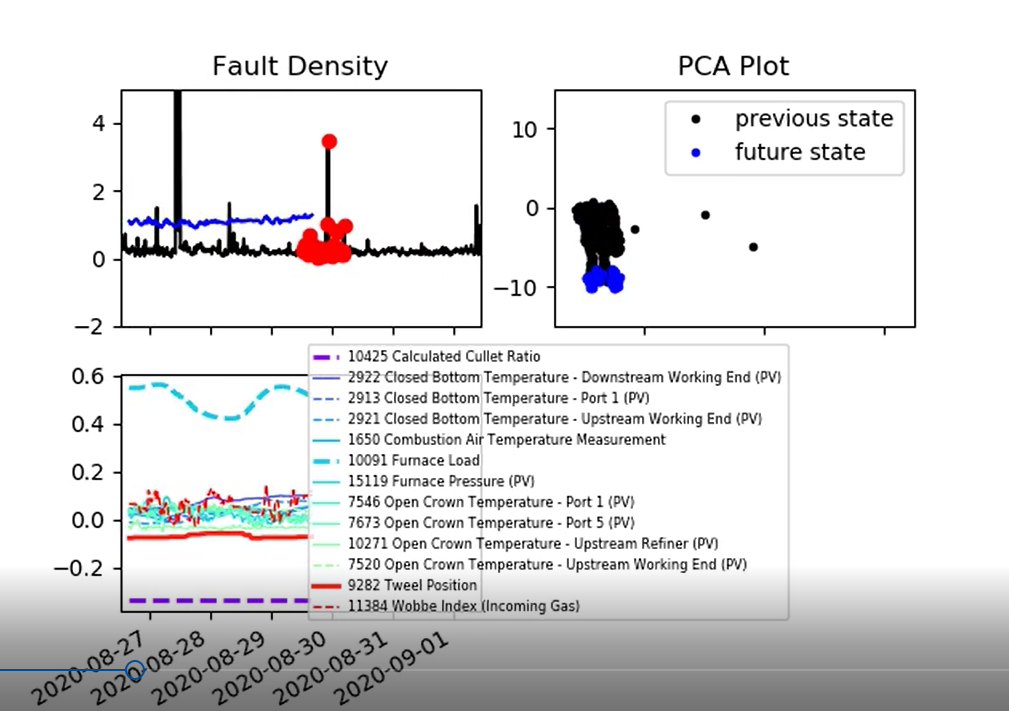 Fault Density
4
2
0
−2
PCA Plot
10
0
−10
previous state
future state
0.6
0.4
0.2
0.0
−0.2
10425 Calculated Cullet Ratio
2922 Closed Bottom Temperature - Downstream Working End (PV)
2913 Closed Bottom Temperature - Port 1 (PV)
2921 Closed Bottom Temperature - Upstream Working End (PV)
1650 Combustion Air Temperature Measurement
10091 Furnace Load
15119 Furnace Pressure (PV)
7546 Open Crown Temperature - Port 1 (PV)
7673 Open Crown Temperature - Port 5 (PV)
10271 Open Crown Temperature - Upstream Refiner (PV)
7520 Open Crown Temperature - Upstream Working End (PV)
9282 Tweel Position
11384 Wobbe Index (Incoming Gas)
2020-08-27
2020-08-28
2020-08-29
2020-08-30
2020-08-31
2020-09-01